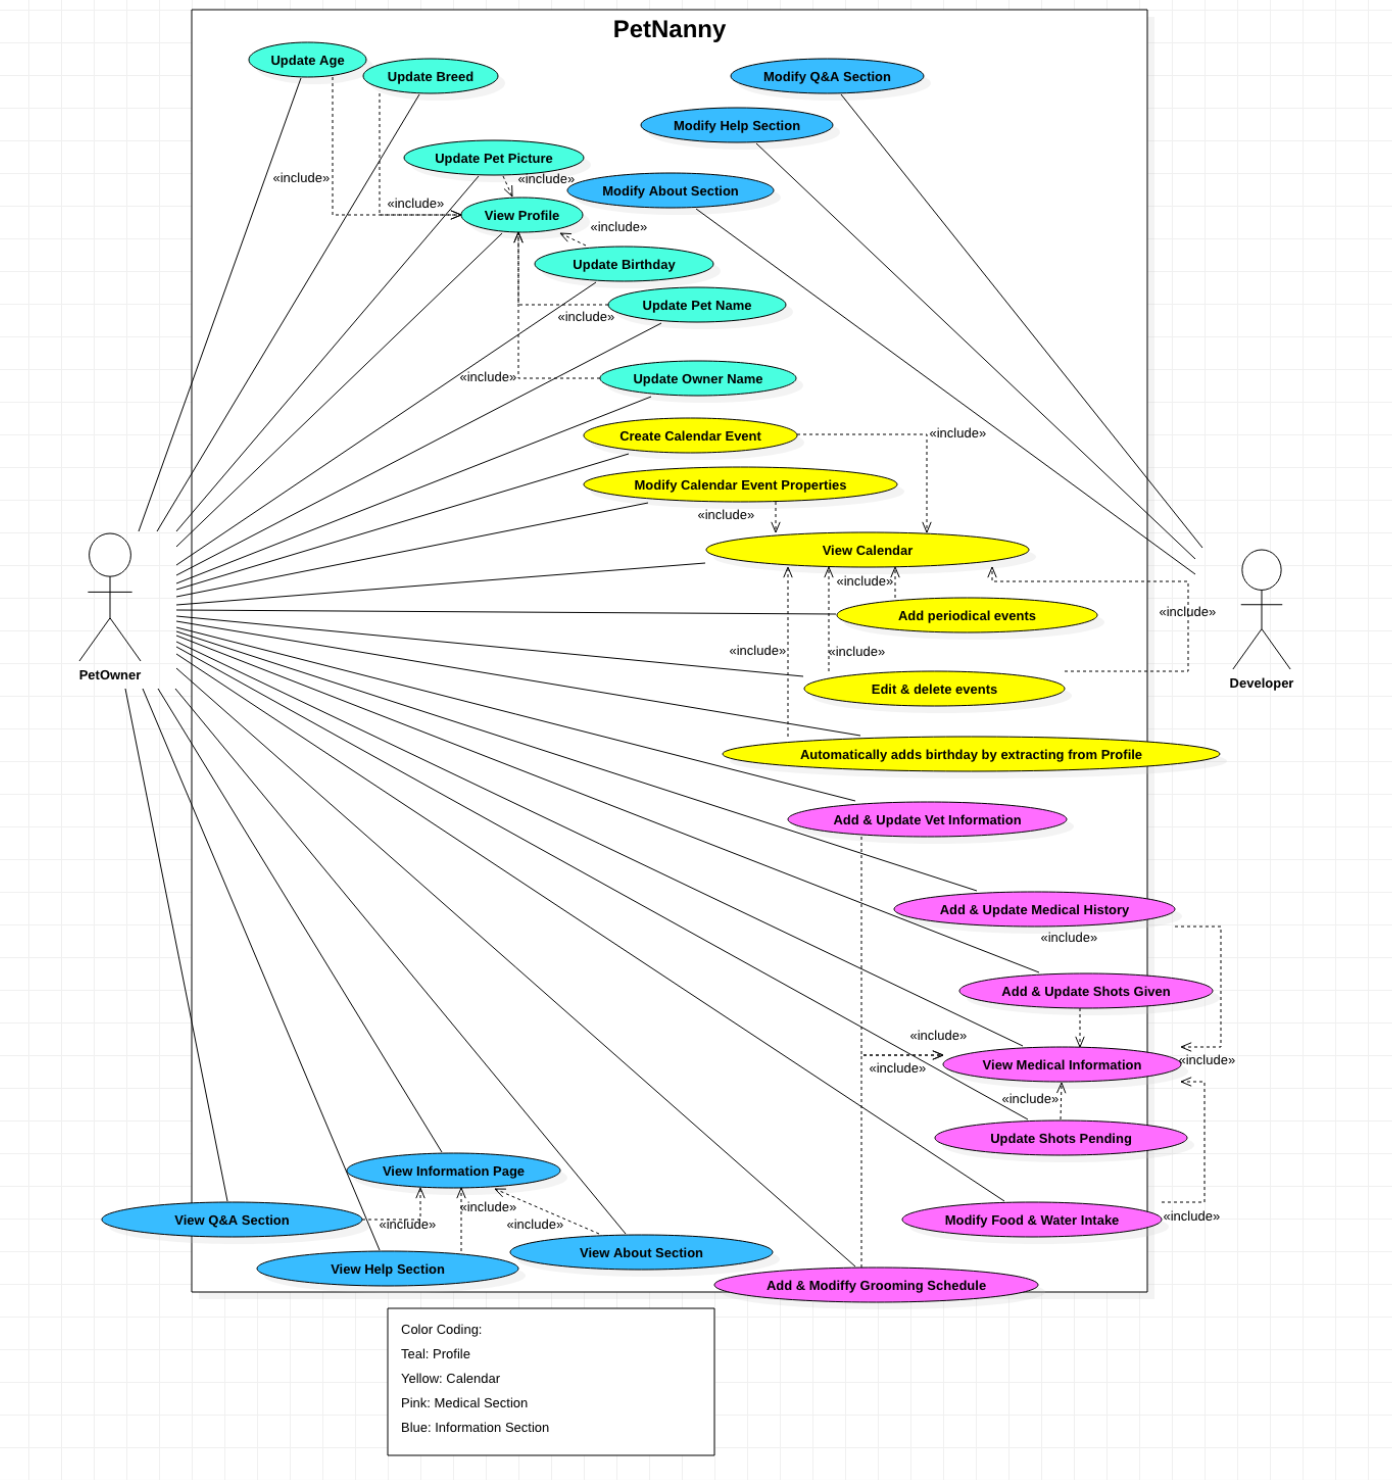 PetNanny
Update Age
Update Breed
Modify Q&A Section
Modify Help Section
Update Pet Picture
«include»
«include»
Modify About Section
«include»
View Profile
«include»
Update Birthday
Update Pet Name
«include»
«include»
Update Owner Name
Create Calendar Event
«include»
Modify Calendar Event Properties
«include»
View Calendar
«include»
Add periodical events
«include»
«include»
«include»
PetOwner
Developer
Edit & delete events
Automatically adds birthday by extracting from Profile
Add & Update Vet Information
Add & Update Medical History
«include»
Add & Update Shots Given
«include»
View Medical Information
«include»
«include»
«include»
Update Shots Pending
View Information Page
«include»
View Q&A Section
«include»
«include»
Modify Food & Water Intake
«include»
View About Section
View Help Section
Add & Modiffy Grooming Schedule
Color Coding:
Teal: Profile
Yellow: Calendar
Pink: Medical Section
Blue: Information Section